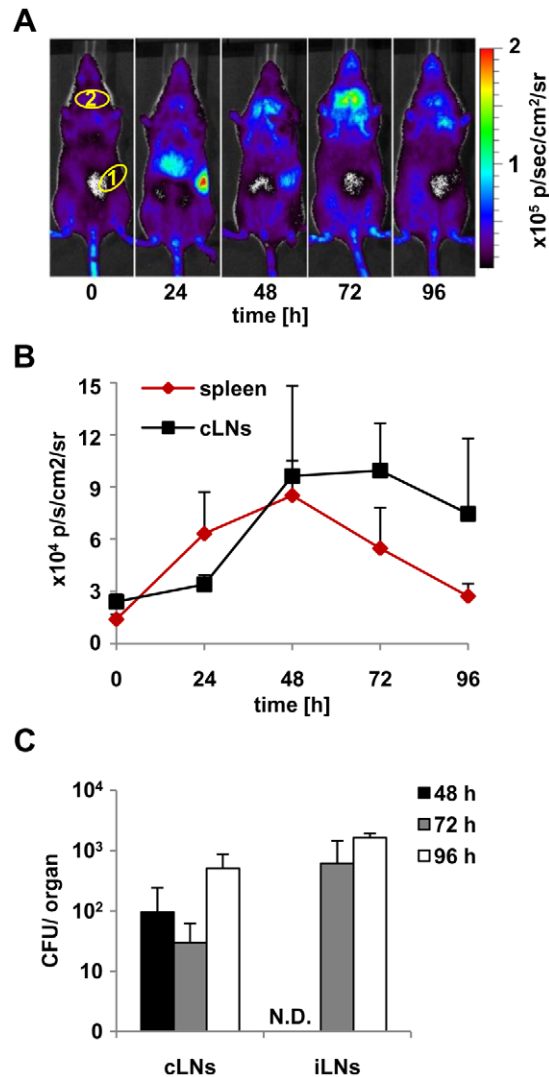 A
2
1
2
1
x10⁵ p/sec/cm²/sr
0 24 48 72 96
time [h]
B
15
12
9
6
3
0
x10⁴ p/s/cm2/sr
spleen
cLNs
0 24 48 72 96
time [h]
C
10⁴
10³
10²
10
0
CFU/ organ
48 h
72 h
96 h
N.D.
cLNs iLNs